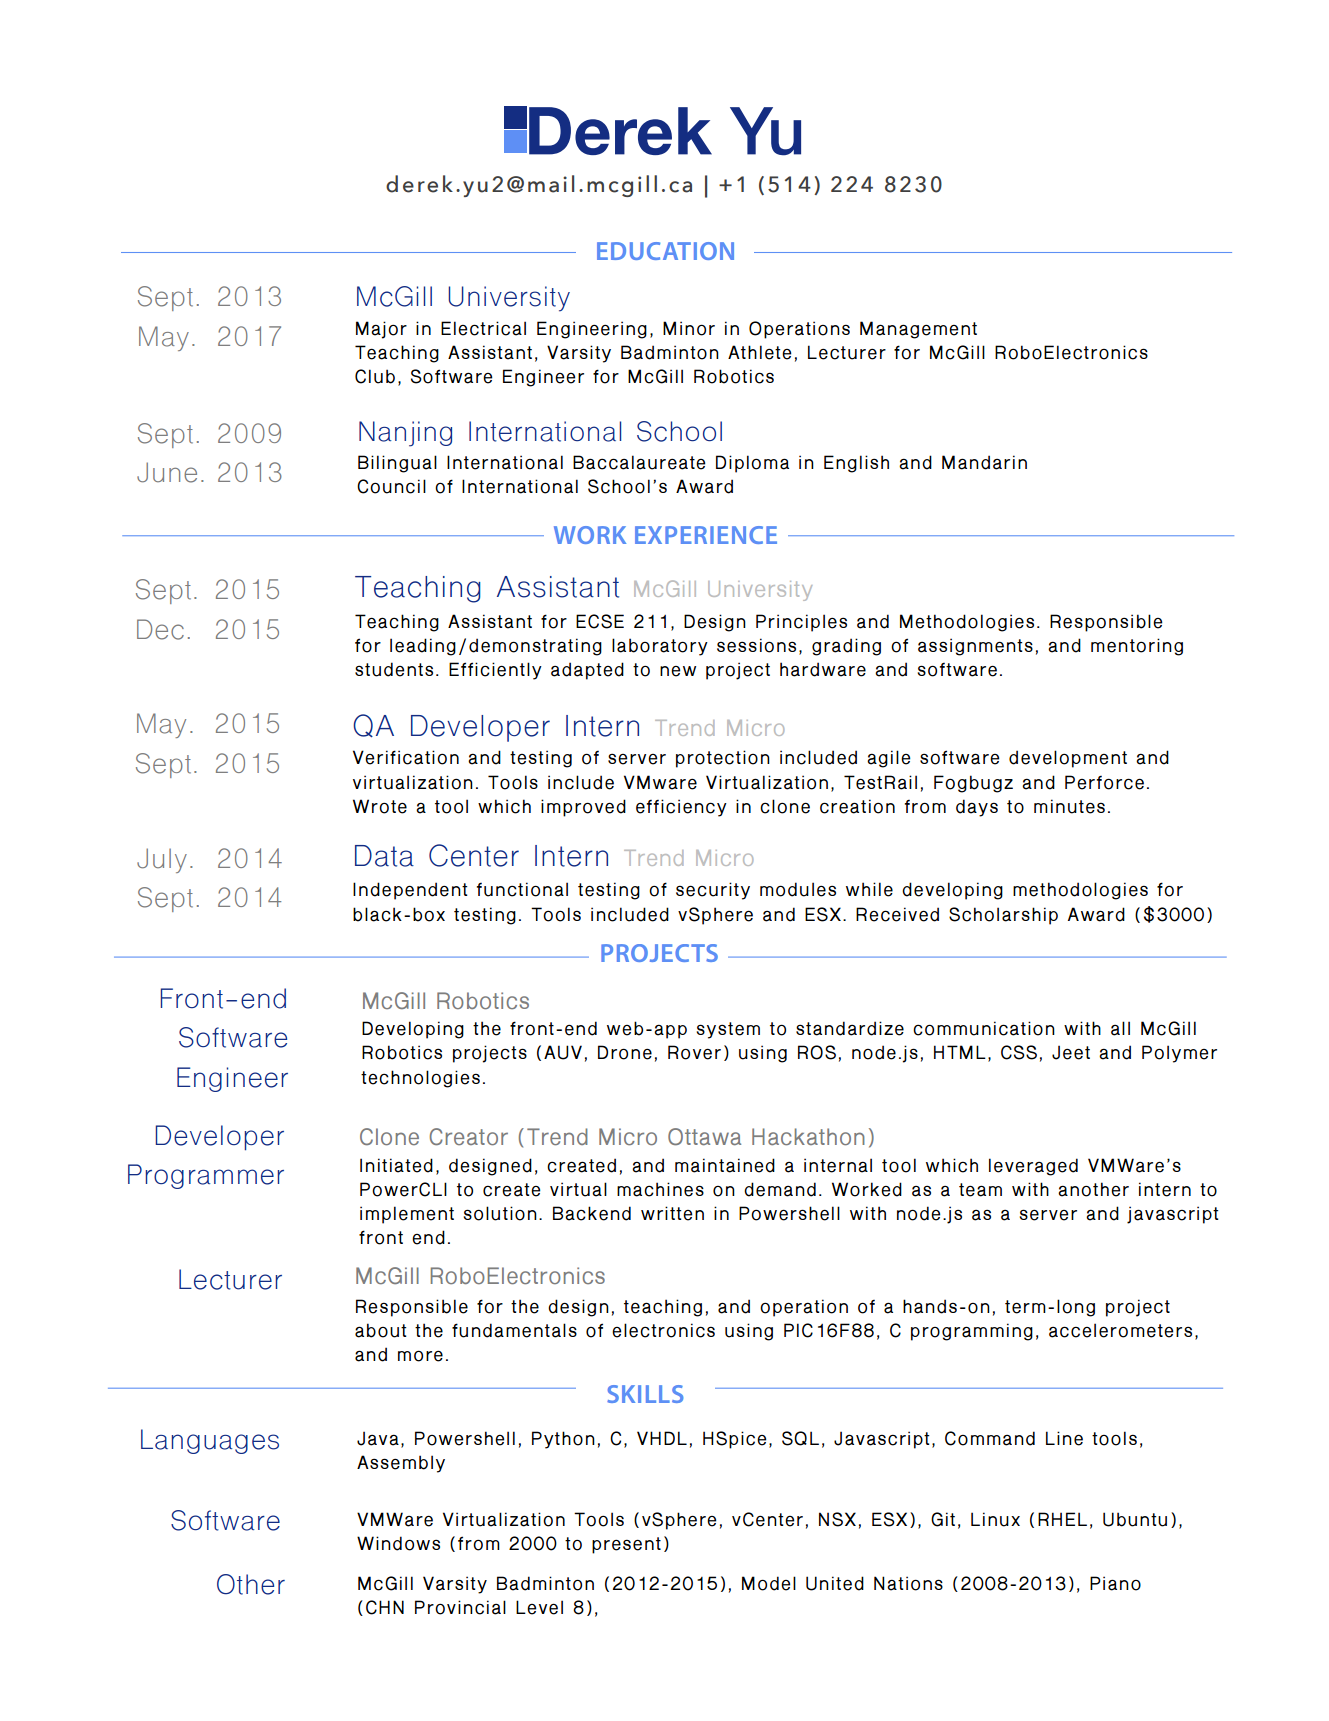 Derek Yu
derek.yu2@mail.mcgill.ca | +1 (514) 224 8230
EDUCATION
Sept. 2013
May. 2017
McGill University
Major in Electrical Engineering, Minor in Operations Management
Teaching Assistant, Varsity Badminton Athlete, Lecturer for McGill RoboElectronics
Club, Software Engineer for McGill Robotics
Sept. 2009
June. 2013
Nanjing International School
Bilingual International Baccalaureate Diploma in English and Mandarin
Council of International School's Award
WORK EXPERIENCE
Sept. 2015
Dec. 2015
Teaching Assistant McGill University
Teaching Assistant for ECSE 211, Design Principles and Methodologies. Responsible
for leading/demonstrating laboratory sessions, grading of assignments, and mentoring
students. Efficiently adapted to new project hardware and software.
May. 2015
Sept. 2015
QA Developer Intern Trend Micro
Verification and testing of server protection included agile software development and
virtualization. Tools include VMware Virtualization, TestRail, Fogbugz and Perforce.
Wrote a tool which improved efficiency in clone creation from days to minutes.
July. 2014
Sept. 2014
Data Center Intern Trend Micro
Independent functional testing of security modules while developing methodologies for
black-box testing. Tools included vSphere and ESX. Received Scholarship Award ($3000)
PROJECTS
Front-end
Software
Engineer
McGill Robotics
Developing the front-end web-app system to standardize communication with all McGill
Robotics projects (AUV, Drone, Rover) using ROS, node.js, HTML, CSS, Jeet and Polymer
technologies.
Developer
Programmer
Clone Creator (Trend Micro Ottawa Hackathon)
Initiated, designed, created, and maintained a internal tool which leveraged VMWare's
PowerCLI to create virtual machines on demand. Worked as a team with another intern to
implement solution. Backend written in Powershell with node.js as a server and javascript
front end.
Lecturer
McGill RoboElectronics
Responsible for the design, teaching, and operation of a hands-on, term-long project
about the fundamentals of electronics using PIC16F88, C programming, accelerometers,
and more.
SKILLS
Languages
Java, Powershell, Python, C, VHDL, HSpice, SQL, Javascript, Command Line tools,
Assembly
Software
VMWare Virtualization Tools (vSphere, vCenter, NSX, ESX), Git, Linux (RHEL, Ubuntu),
Windows (from 2000 to present)
Other
McGill Varsity Badminton (2012-2015), Model United Nations (2008-2013), Piano
(CHN Provincial Level 8),